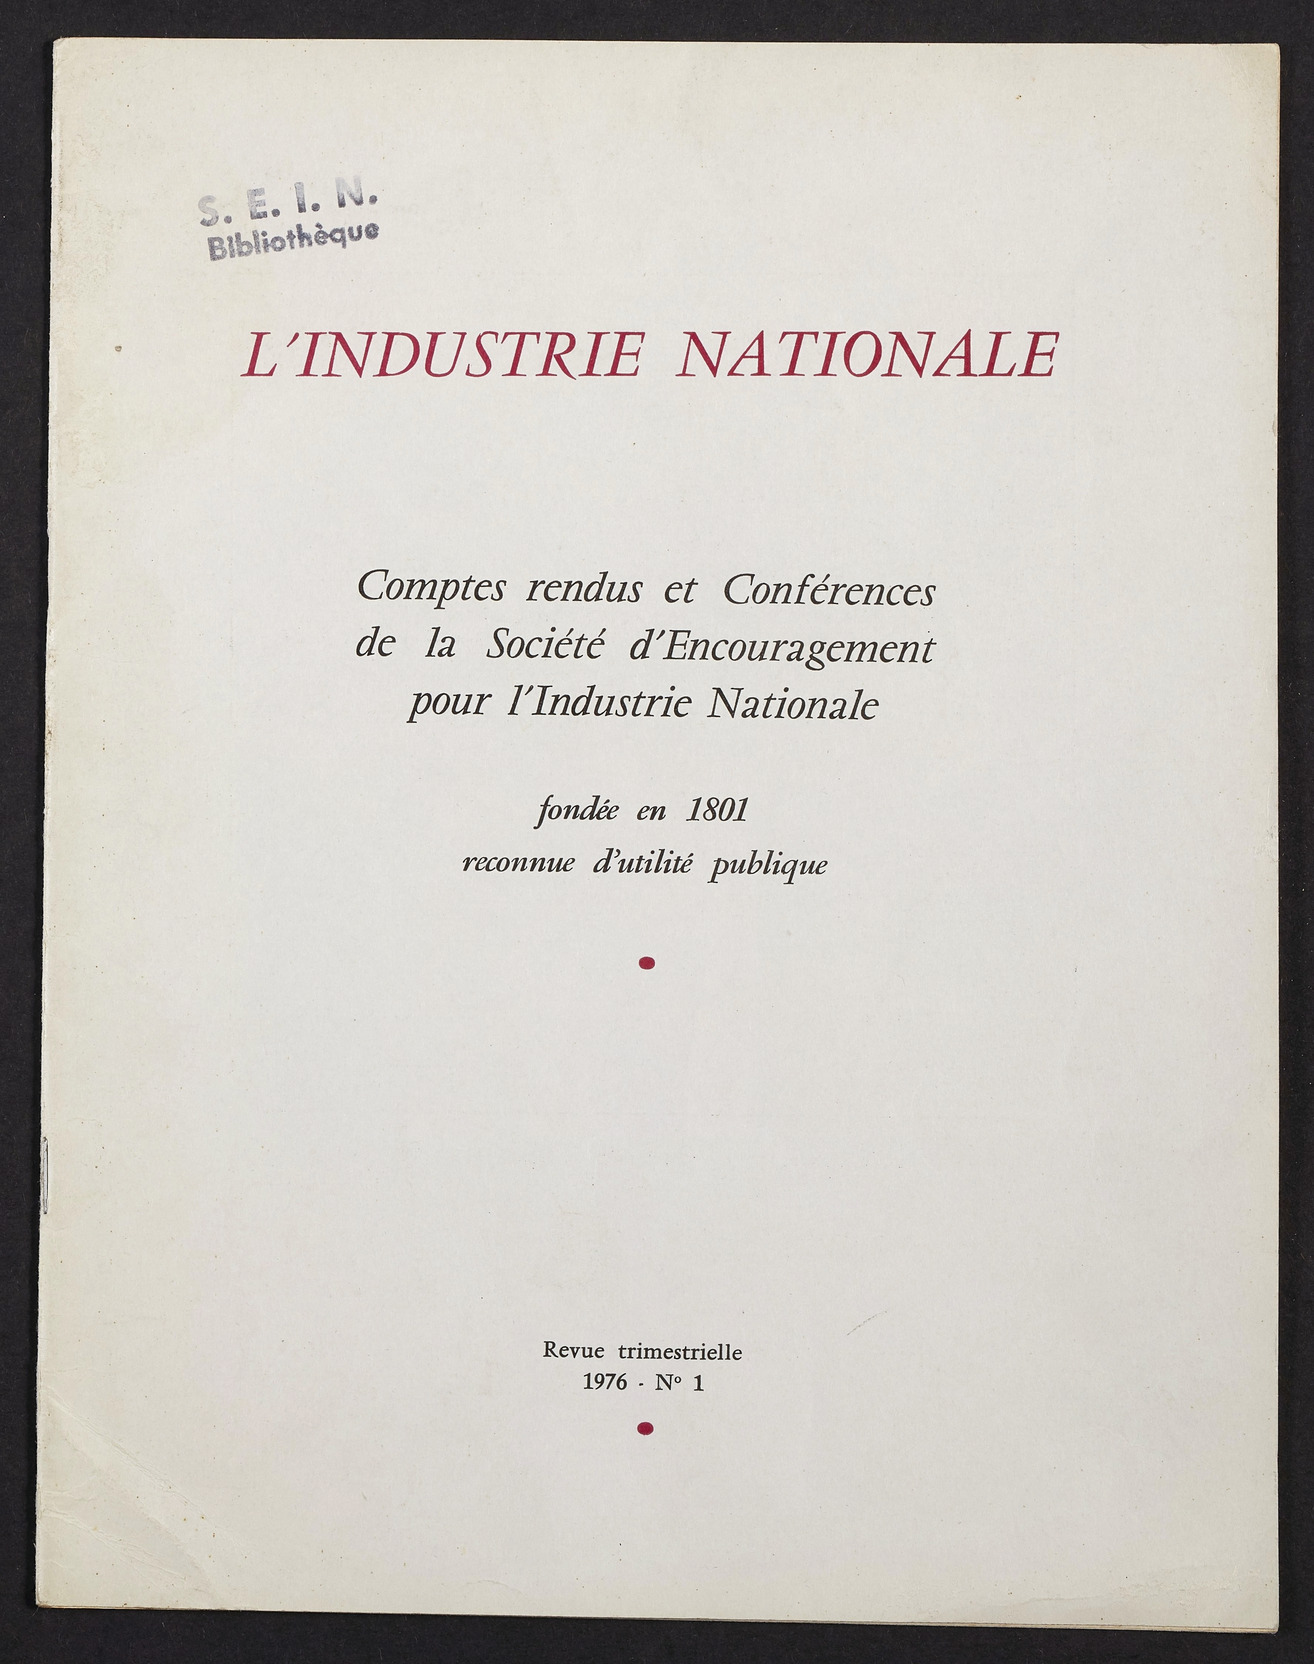 S. E. I. N.
Bibliothèque
L'INDUSTRIE NATIONALE
Comptes rendus et Conférences
de la Société d'Encouragement
pour l'Industrie Nationale
fondée en 1801
reconnue d'utilité publique
Revue trimestrielle
1976 - Nº 1